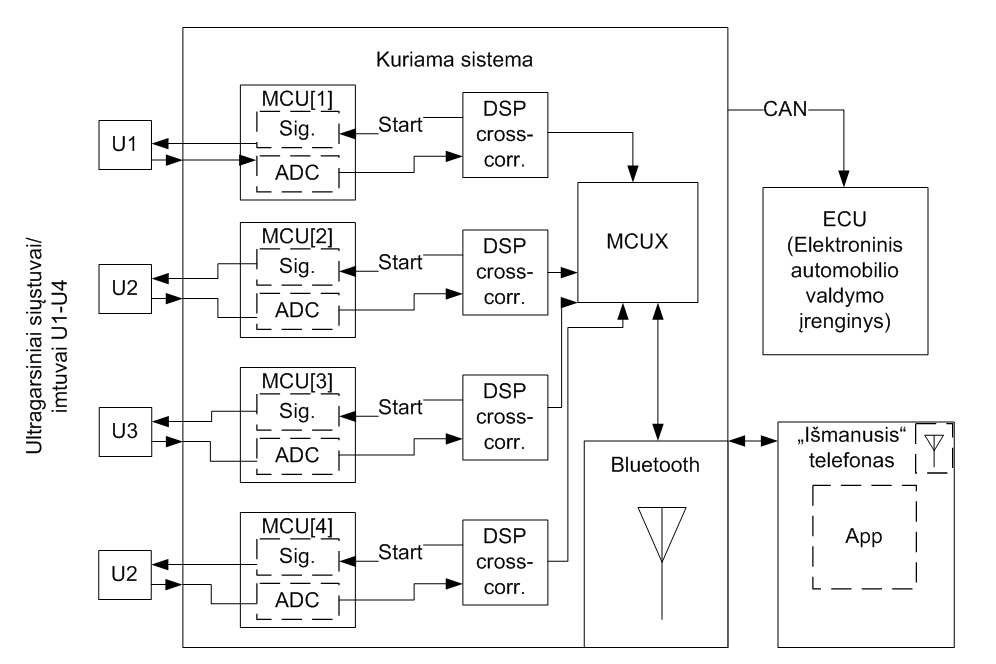 Kuriama sistema
Ultragarsiniai siųstuvai/
imtuvai U1-U4
U1
MCU[1]
Sig.
ADC
Start
DSP
cross-
corr.
U2
MCU[2]
Sig.
ADC
Start
DSP
cross-
corr.
U3
MCU[3]
Sig.
ADC
Start
DSP
cross-
corr.
U2
MCU[4]
Sig.
ADC
Start
DSP
cross-
corr.
MCUX
Bluetooth
CAN
ECU
(Elektroninis
automobilio
valdymo
įrenginys)
„Išmanusis“
telefonas
App